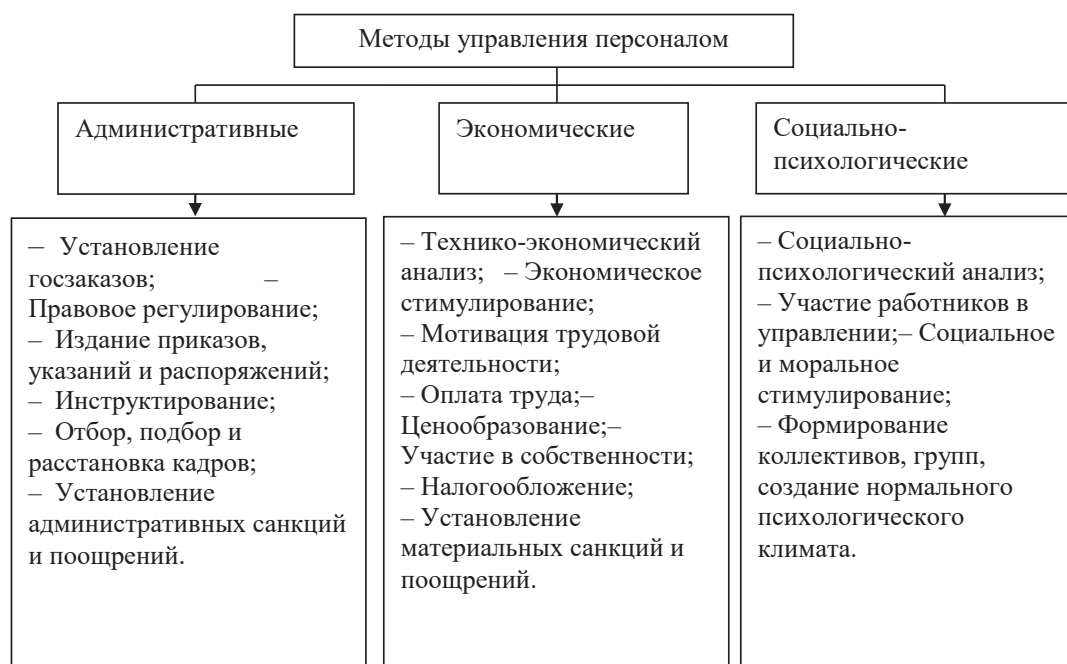 Методы управления персоналом
Административные
Экономические
Социально-
психологические
– Установление
госзаказов; –
Правовое регулирование;
– Издание приказов,
указаний и распоряжений;
– Инструктирование;
– Отбор, подбор и
расстановка кадров;
– Установление
административных санкций
и поощрений.
– Технико-экономический
анализ; – Экономическое
стимулирование;
– Мотивация трудовой
деятельности;
– Оплата труда;–
Ценообразование;–
Участие в собственности;
– Налогообложение;
– Установление
материальных санкций и
поощрений.
– Социально-
психологический анализ;
– Участие работников в
управлении;– Социальное
и моральное
стимулирование;
– Формирование
коллективов, групп,
создание нормального
психологического
климата.